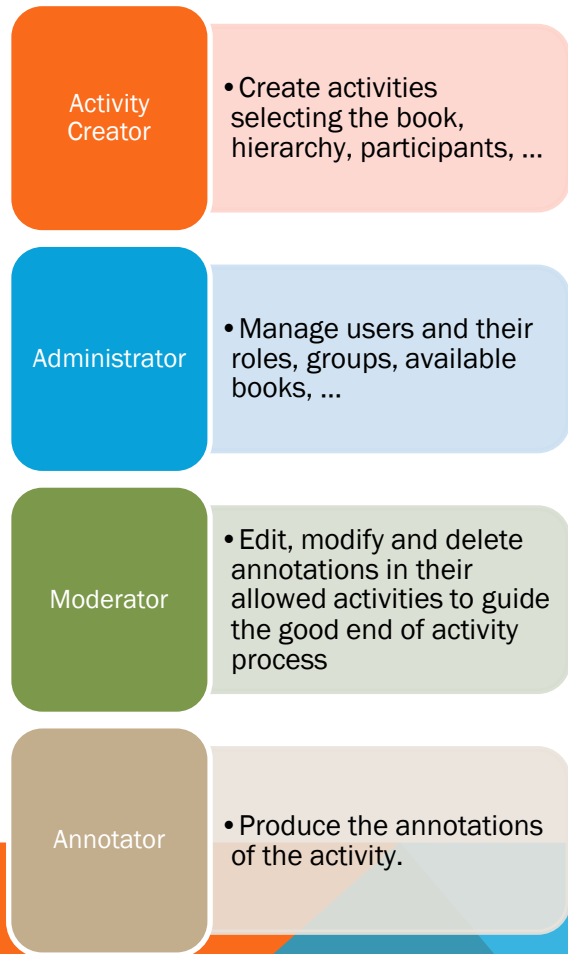 Activity
Creator
• Create activities
selecting the book,
hierarchy, participants, ...
Administrator
• Manage users and their
roles, groups, available
books, ...
Moderator
• Edit, modify and delete
annotations in their
allowed activities to guide
the good end of activity
process
Annotator
• Produce the annotations
of the activity.